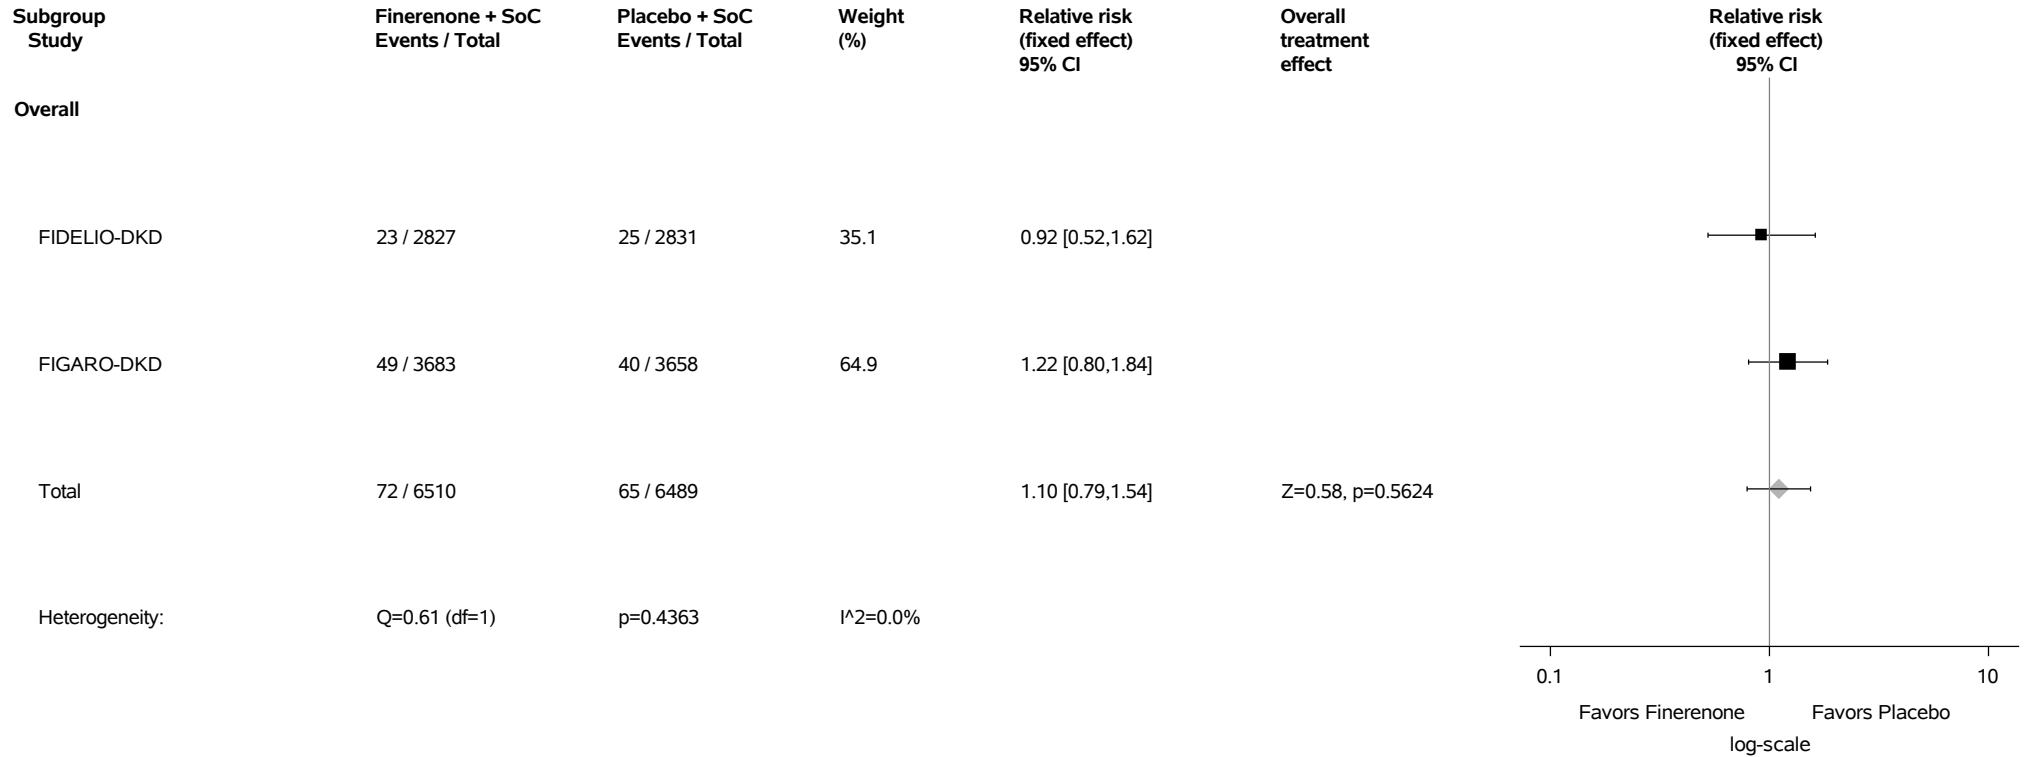 Subgroup Finerenone + SoC Placebo + SoC Weight Relative risk Overall Relative risk
Study Events / Total Events / Total (%) (fixed effect) treatment (fixed effect)
95% CI effect 95% CI
Overall
FIDELIO-DKD 23 / 2827 25 / 2831 35.1 0.92 [0.52,1.62]
FIGARO-DKD 49 / 3683 40 / 3658 64.9 1.22 [0.80,1.84]
Total 72 / 6510 65 / 6489 1.10 [0.79,1.54] Z=0.58, p=0.5624
Heterogeneity: Q=0.61 (df=1) p=0.4363 I^2=0.0%
0.1 1 10
Favors Finerenone Favors Placebo
log-scale